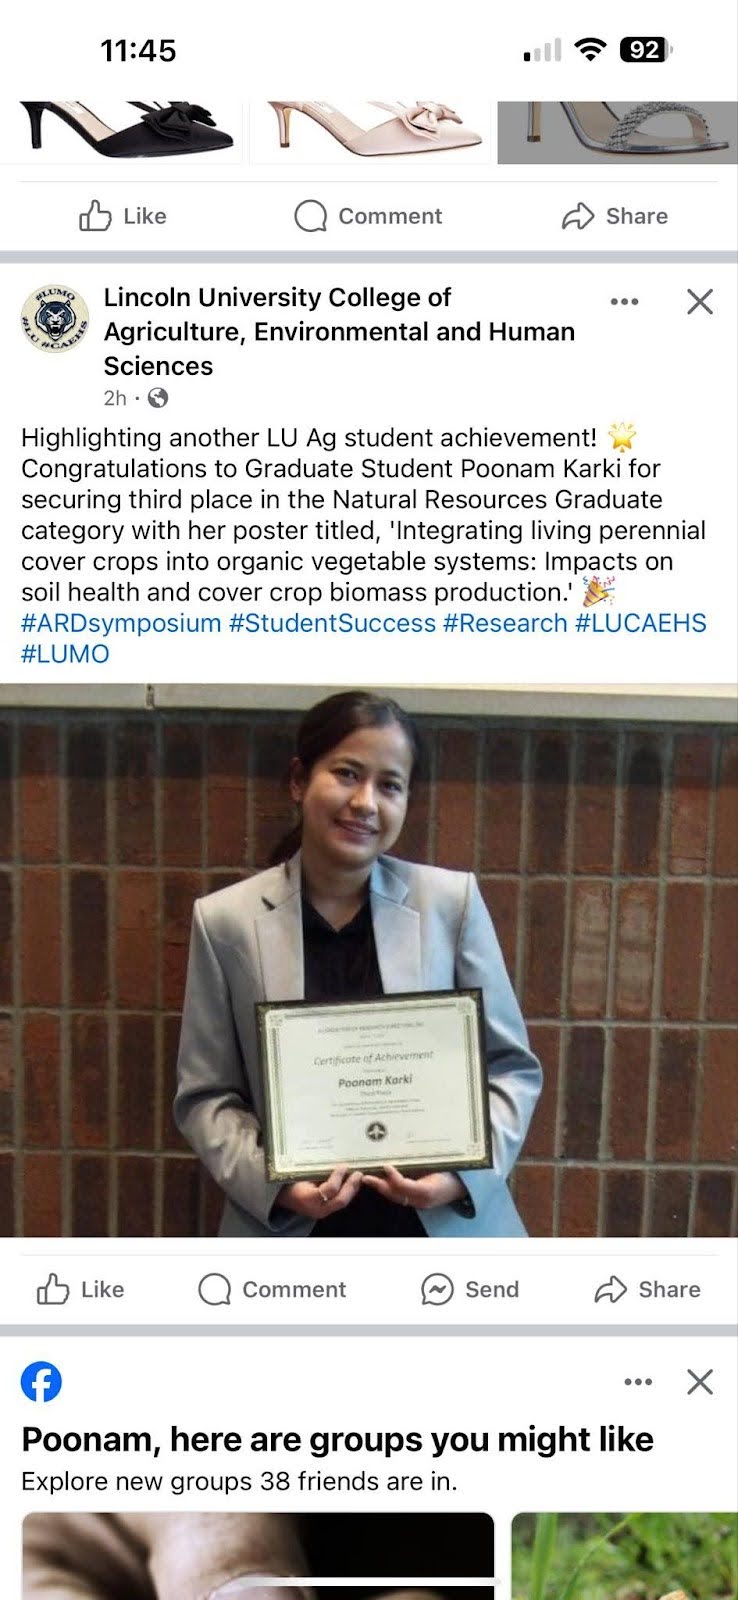 11:45
92
Like
Comment
Share
#LUMO
#LU #CAEHS
Lincoln University College of
Agriculture, Environmental and Human
Sciences
2h
Highlighting another LU Ag student achievement! 🌟
Congratulations to Graduate Student Poonam Karki for
securing third place in the Natural Resources Graduate
category with her poster titled, 'Integrating living perennial
cover crops into organic vegetable systems: Impacts on
soil health and cover crop biomass production.' 🎉
#ARDsymposium #StudentSuccess #Research #LUCAEHS
#LUMO
Certificate of Achievement
Poonam Karki
Third Place
Like
Comment
Send
Share
Poonam, here are groups you might like
Explore new groups 38 friends are in.